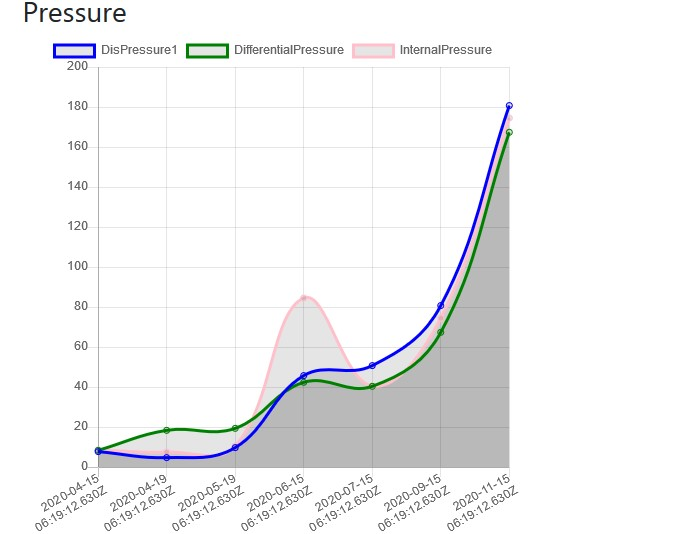 Pressure
DisPressure1 DifferentialPressure InternalPressure
200
180
160
140
120
100
80
60
40
20
0
2020-04-15
06:19:12.630Z
2020-04-19
06:19:12.630Z
2020-05-19
06:19:12.630Z
2020-06-15
06:19:12.630Z
2020-07-15
06:19:12.630Z
2020-09-15
06:19:12.630Z
2020-11-15
06:19:12.630Z